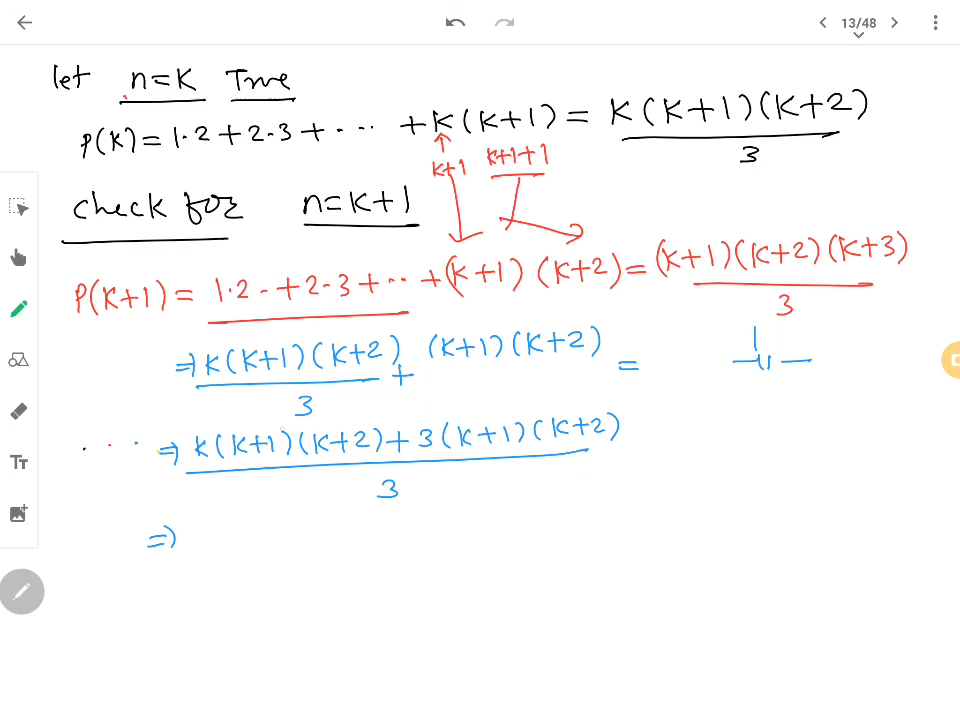 13/48
let n=K True
P(K)= 1·2+2·3+ ··· +K(K+1)= K(K+1)(K+2)/3
K+1 K+1+1
check for n=K+1
P(K+1)= 1·2-+2·3+·· +(K+1)(K+2)= (K+1)(K+2)(K+3)/3
⇒ K(K+1)(K+2)/3 + (K+1)(K+2) = —11—
⇒ K(K+1)(K+2)+3(K+1)(K+2)/3
⇒
Tт